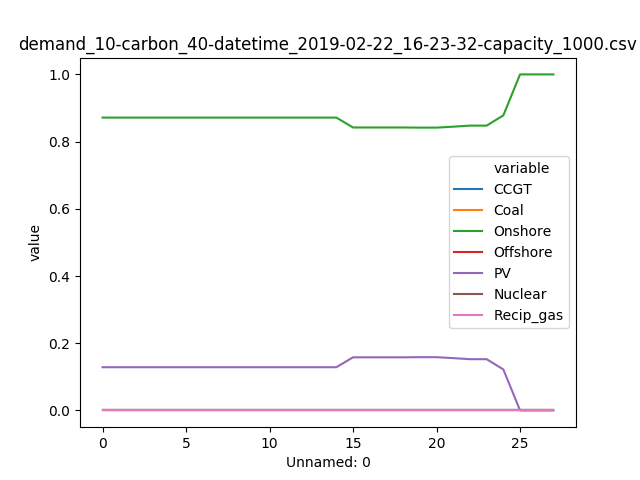 demand_10-carbon_40-datetime_2019-02-22_16-23-32-capacity_1000.csv
1.0
0.8
0.6
0.4
0.2
0.0
value
variable
CCGT
Coal
Onshore
Offshore
PV
Nuclear
Recip_gas
0 5 10 15 20 25
Unnamed: 0